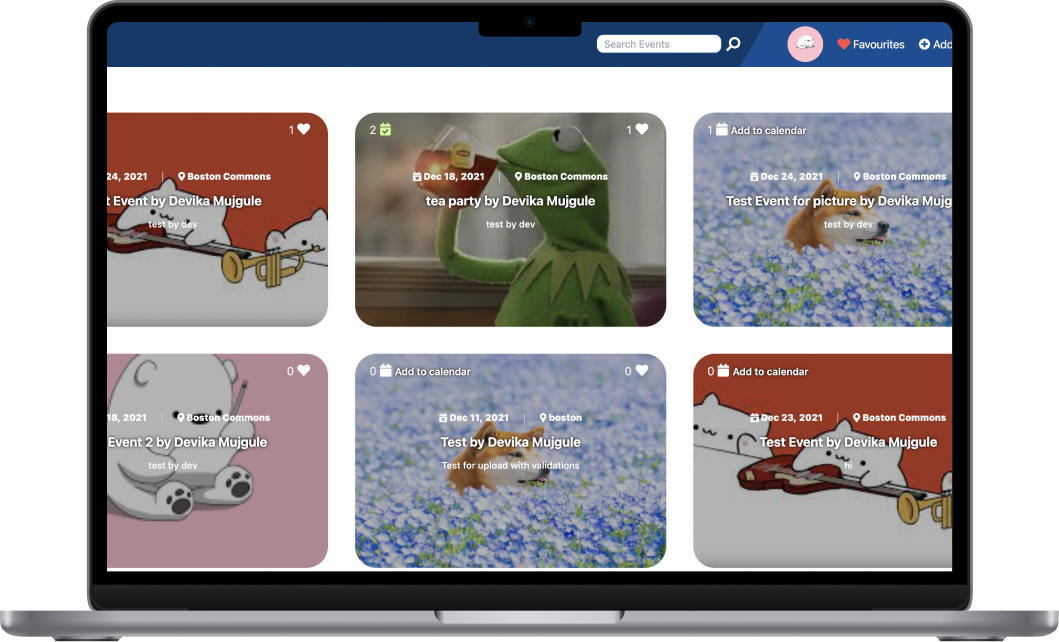 Search Events
Favourites
Add
1
24, 2021 | Boston Commons
t Event by Devika Mujgule
test by dev
2
1
Dec 18, 2021 | Boston Commons
tea party by Devika Mujgule
test by dev
1 Add to calendar
Dec 24, 2021 | Boston Commons
Test Event for picture by Devika Mujg
test by dev
0
18, 2021 | Boston Commons
Event 2 by Devika Mujgule
test by dev
0 Add to calendar
0
Dec 11, 2021 | boston
Test by Devika Mujgule
Test for upload with validations
0 Add to calendar
Dec 23, 2021 | Boston Commons
Test Event by Devika Mujgule
hi